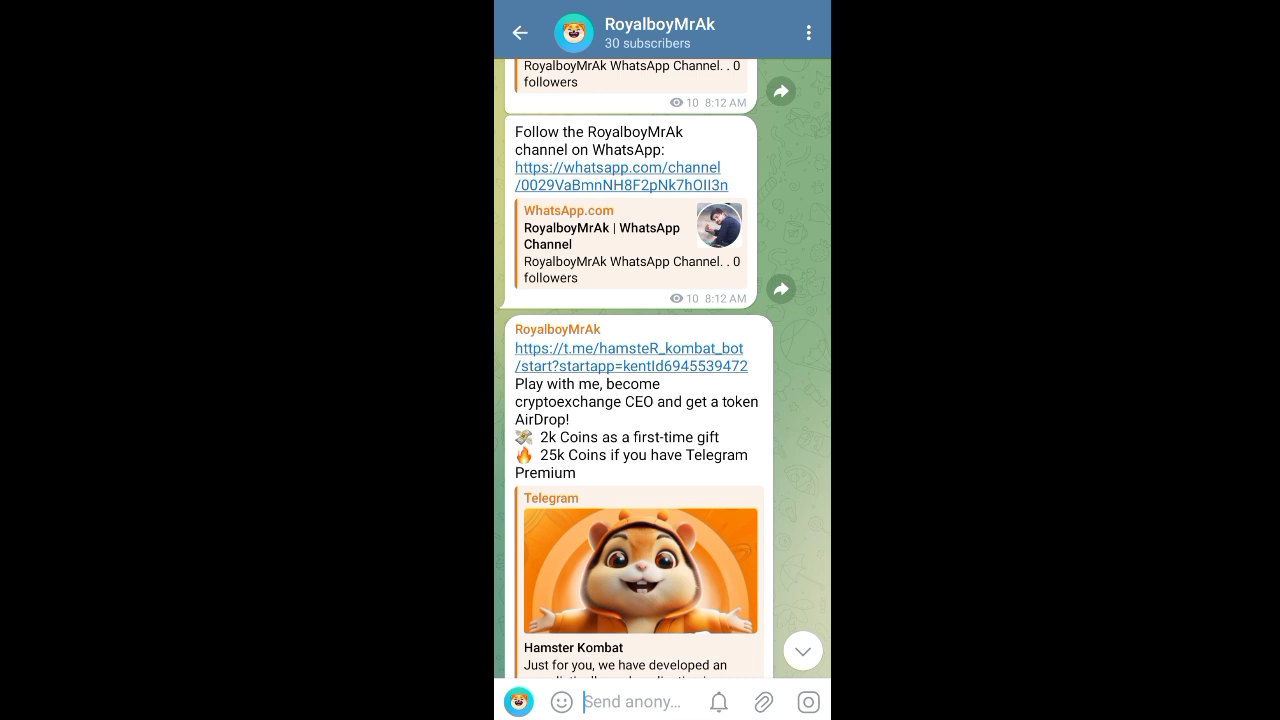 RoyalboyMrAk
30 subscribers
RoyalboyMrAk WhatsApp Channel. . 0
followers
10 8:12 AM
Follow the RoyalboyMrAk
channel on WhatsApp:
https://whatsapp.com/channel
/0029VaBmnNH8F2pNk7hOII3n
WhatsApp.com
RoyalboyMrAk | WhatsApp
Channel
RoyalboyMrAk WhatsApp Channel. . 0
followers
10 8:12 AM
RoyalboyMrAk
https://t.me/hamsteR_kombat_bot
/start?startapp=kentId6945539472
Play with me, become
cryptoexchange CEO and get a token
AirDrop!
💸 2k Coins as a first-time gift
🔥 25k Coins if you have Telegram
Premium
Telegram
Hamster Kombat
Just for you, we have developed an
Send anony...